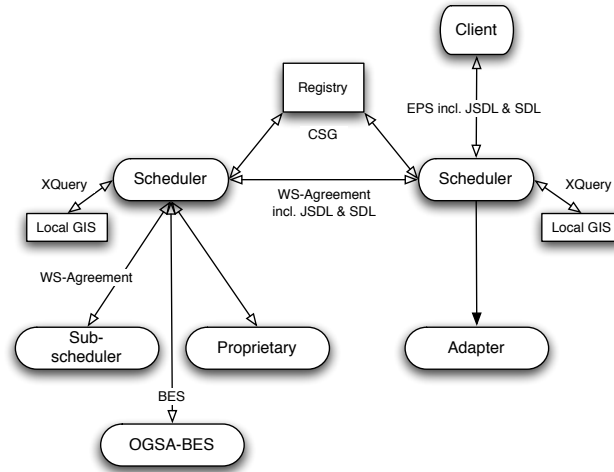 Client
Registry
EPS incl. JSDL & SDL
CSG
XQuery
Scheduler
WS-Agreement
incl. JSDL & SDL
Scheduler
XQuery
Local GIS
Local GIS
WS-Agreement
Sub-
scheduler
Proprietary
Adapter
BES
OGSA-BES